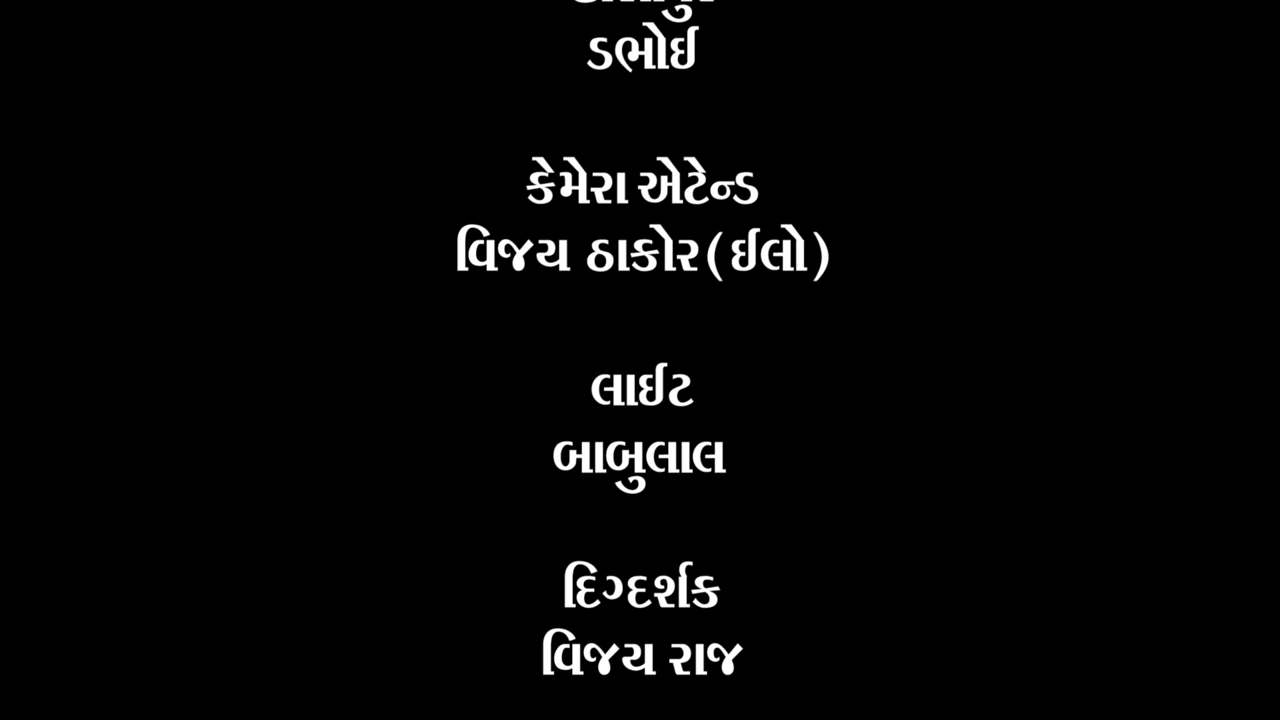 ડભોઈ
કેમેરા એટેન્ડ
વિજય ઠાકોર(ઈલો)
લાઈટ
બાબુલાલ
દિગ્દર્શક
વિજય રાજ